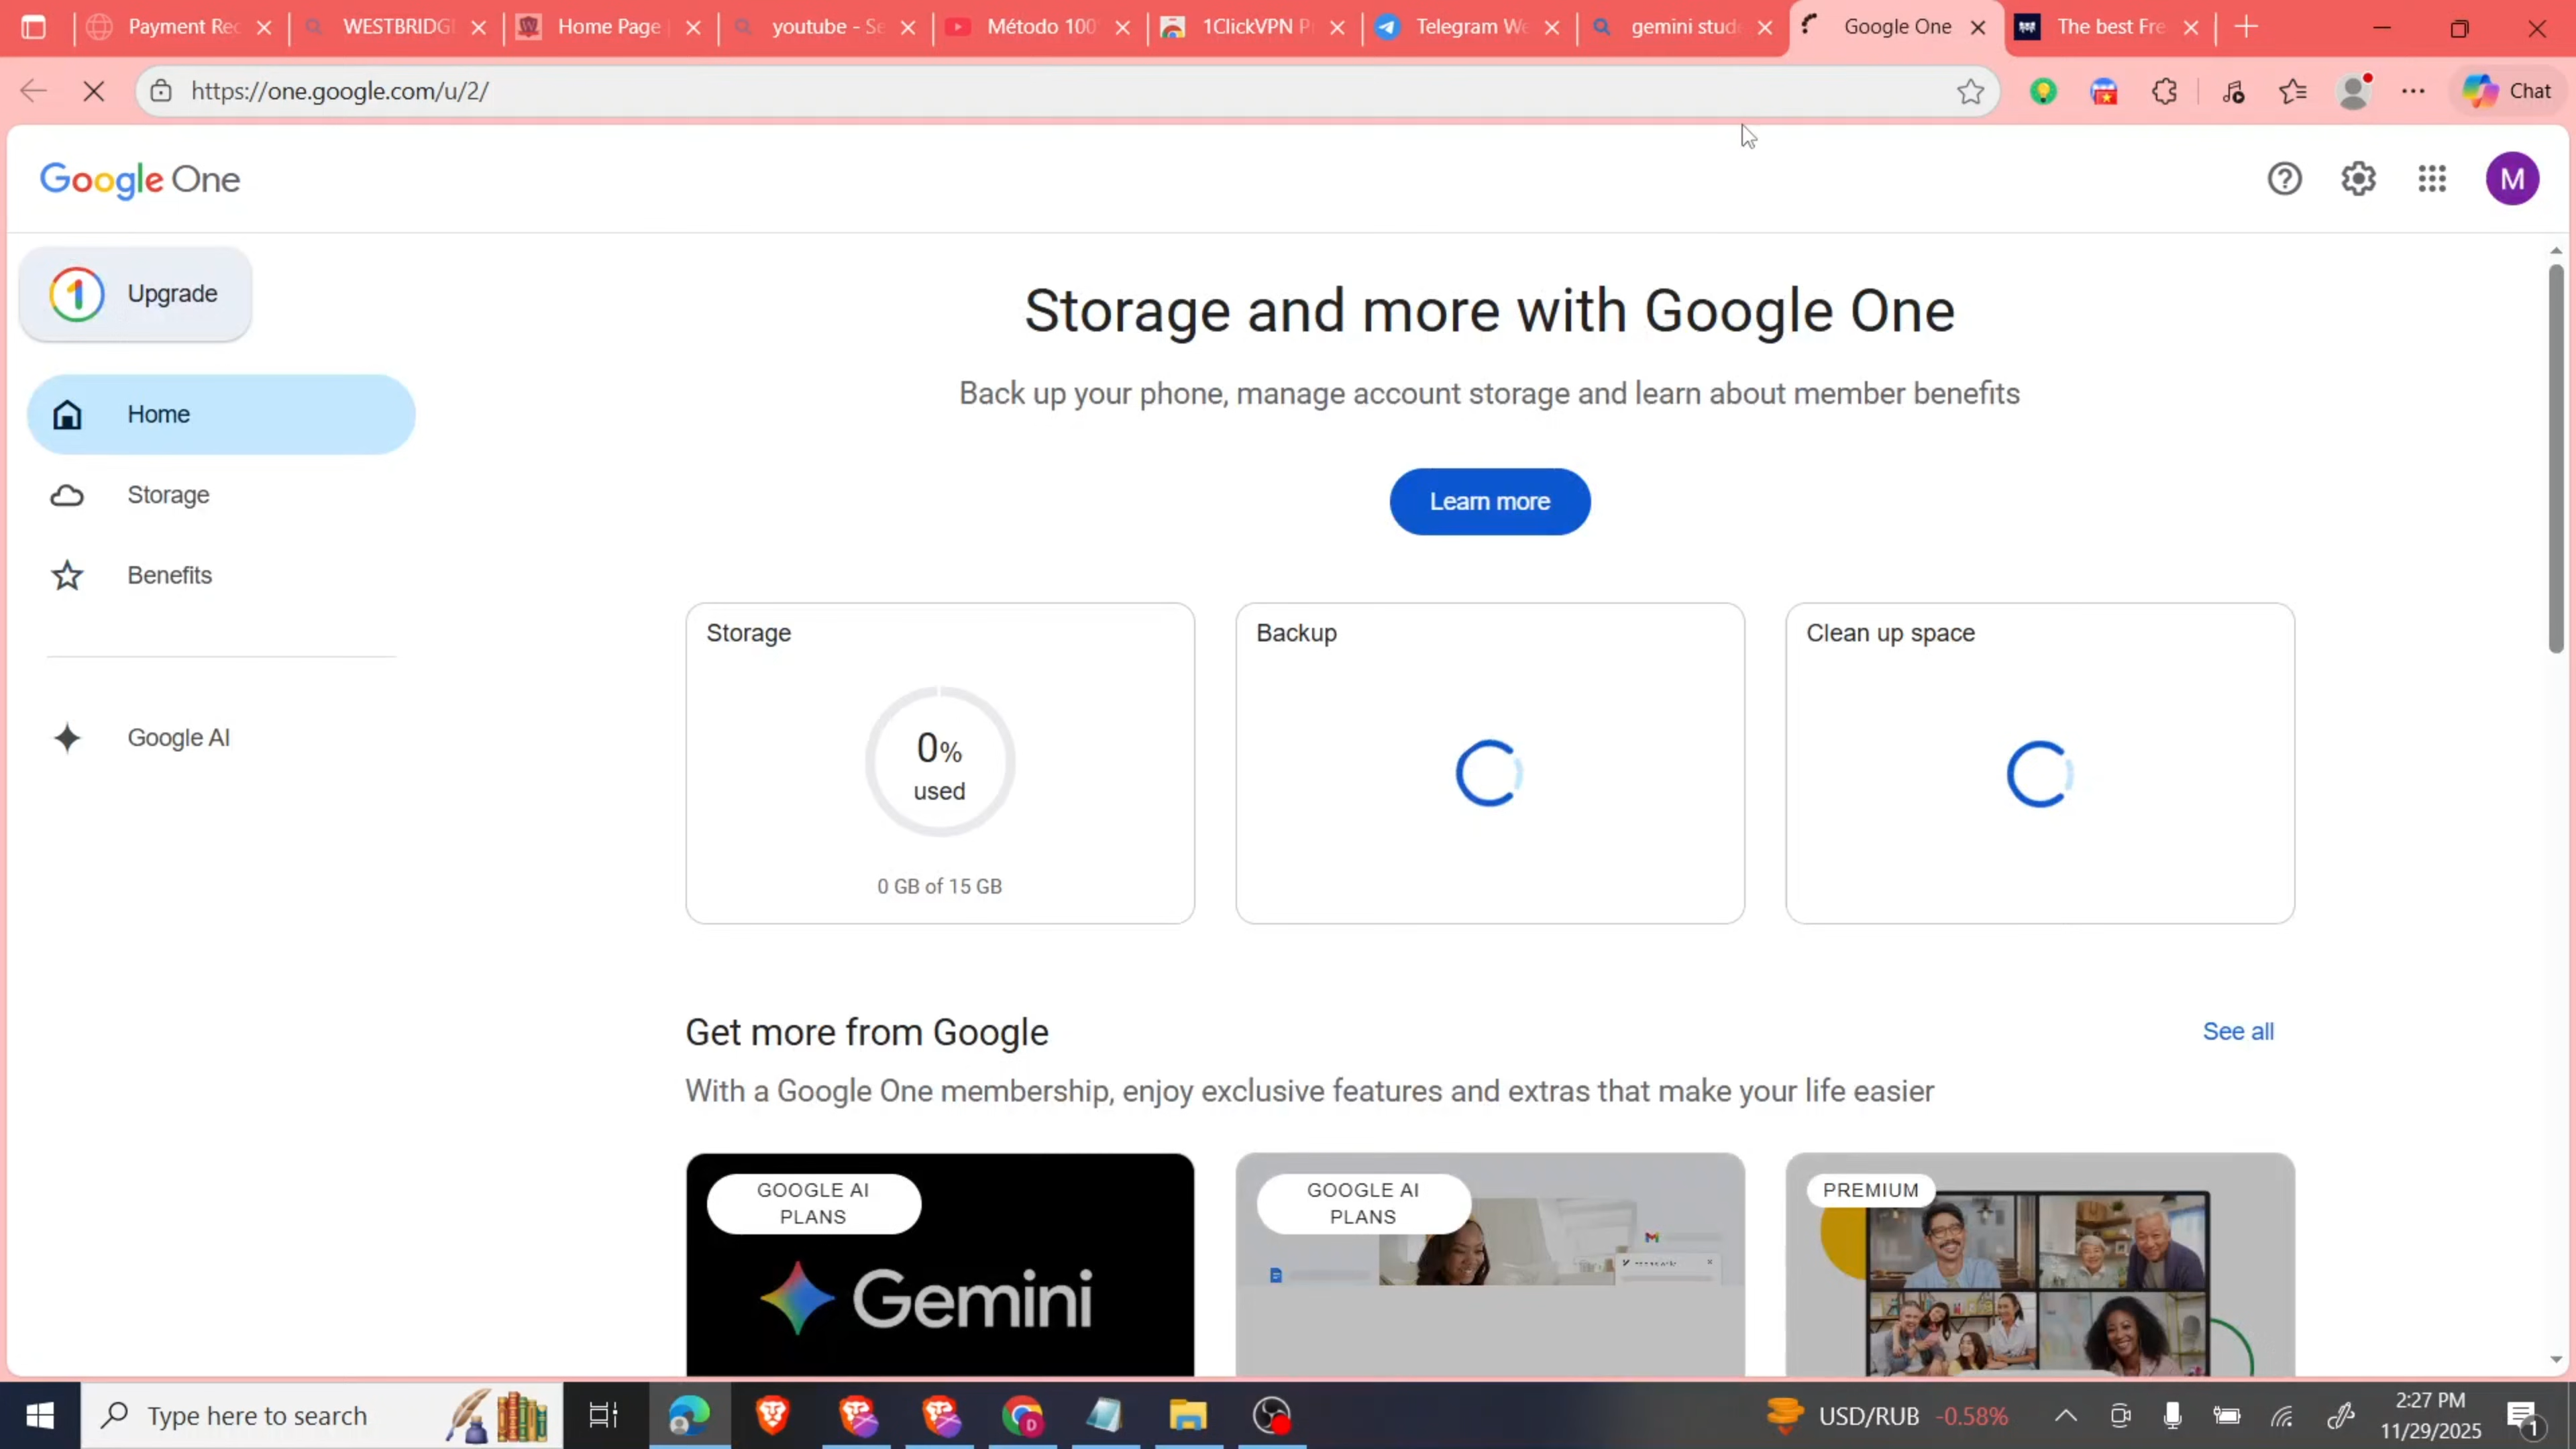 Payment Rec
WESTBRIDG
Home Page
youtube - Se
Método 100
1ClickVPN P
Telegram We
gemini stud
Google One
The best Fre
https://one.google.com/u/2/
Chat
Google One
M
Upgrade
Home
Storage
Benefits
Google AI
Storage and more with Google One
Back up your phone, manage account storage and learn about member benefits
Learn more
Storage
0%
used
0 GB of 15 GB
Backup
Clean up space
Get more from Google
See all
With a Google One membership, enjoy exclusive features and extras that make your life easier
GOOGLE AI
PLANS
Gemini
GOOGLE AI
PLANS
PREMIUM
Type here to search
D
USD/RUB -0.58%
2:27 PM
11/29/2025
1